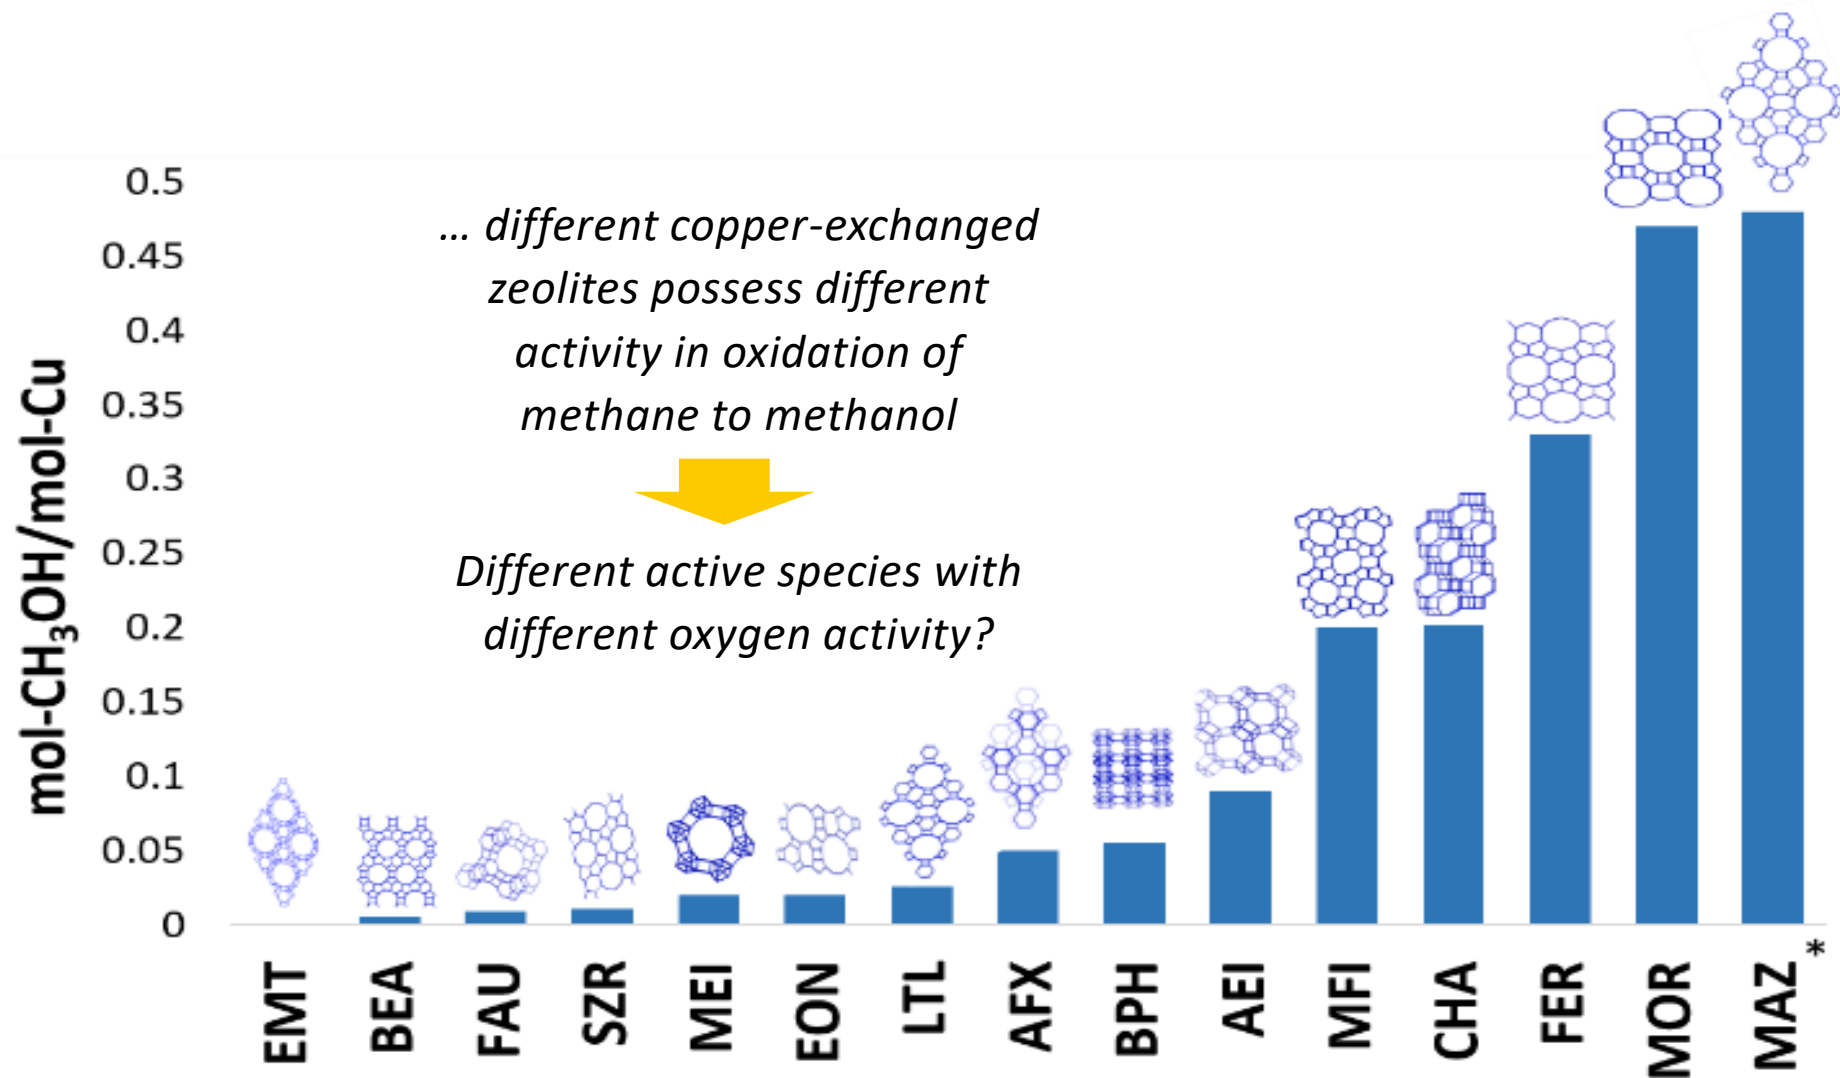 … different copper-exchanged
zeolites possess different
activity in oxidation of
methane to methanol
Different active species with
different oxygen activity?
mol-CH₃OH/mol-Cu
0.5
0.45
0.4
0.35
0.3
0.25
0.2
0.15
0.1
0.05
0
EMT
BEA
FAU
SZR
MEI
EON
LTL
AFX
BPH
AEI
MFI
CHA
FER
MOR
MAZ *